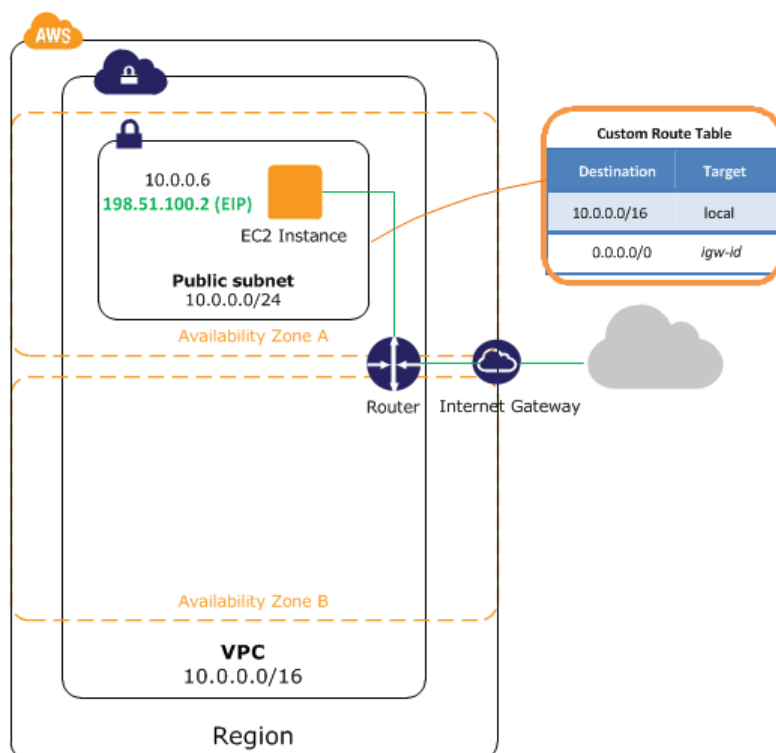 AWS
10.0.0.6
198.51.100.2 (EIP)
EC2 Instance
Public subnet
10.0.0.0/24
Availability Zone A
Custom Route Table
Destination Target
10.0.0.0/16 local
0.0.0.0/0 igw-id
Router
Internet Gateway
Availability Zone B
VPC
10.0.0.0/16
Region